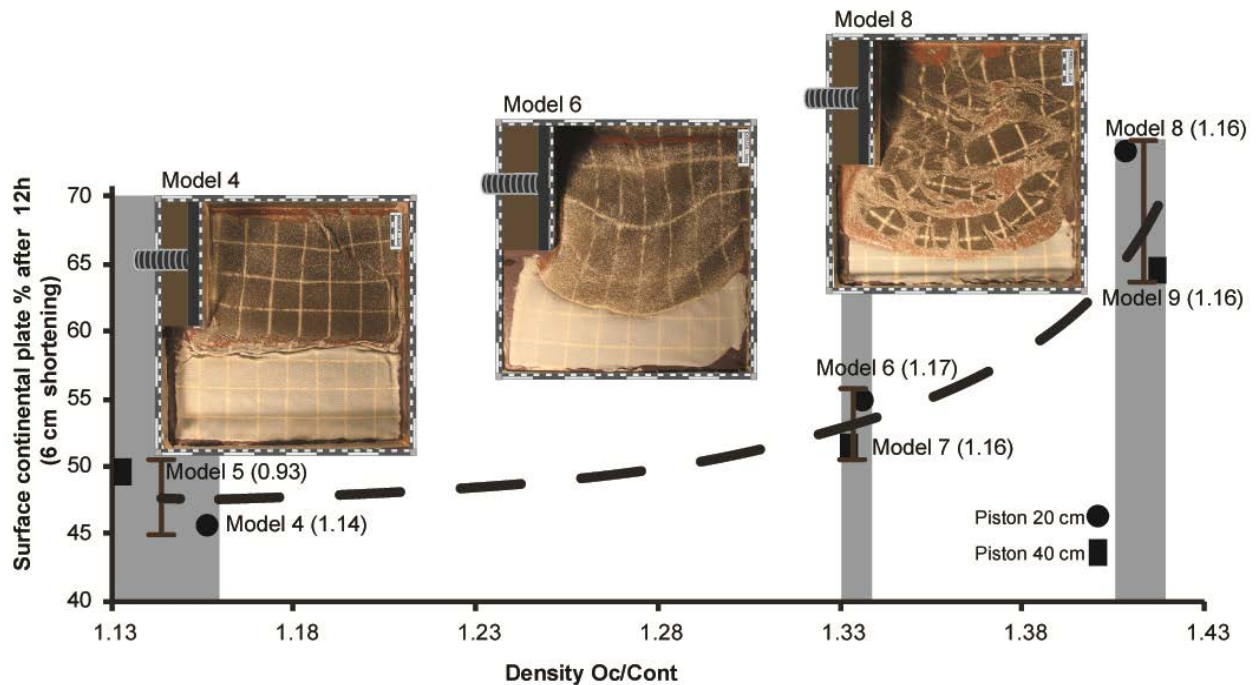 Model 8
Model 6
Model 4
Model 8 (1.16)
Model 9 (1.16)
Model 6 (1.17)
Model 7 (1.16)
Model 5 (0.93)
Model 4 (1.14)
Piston 20 cm
Piston 40 cm
Surface continental plate % after 12h
(6 cm shortening)
70
65
60
55
50
45
40
1.13
1.18
1.23
1.28
1.33
1.38
1.43
Density Oc/Cont